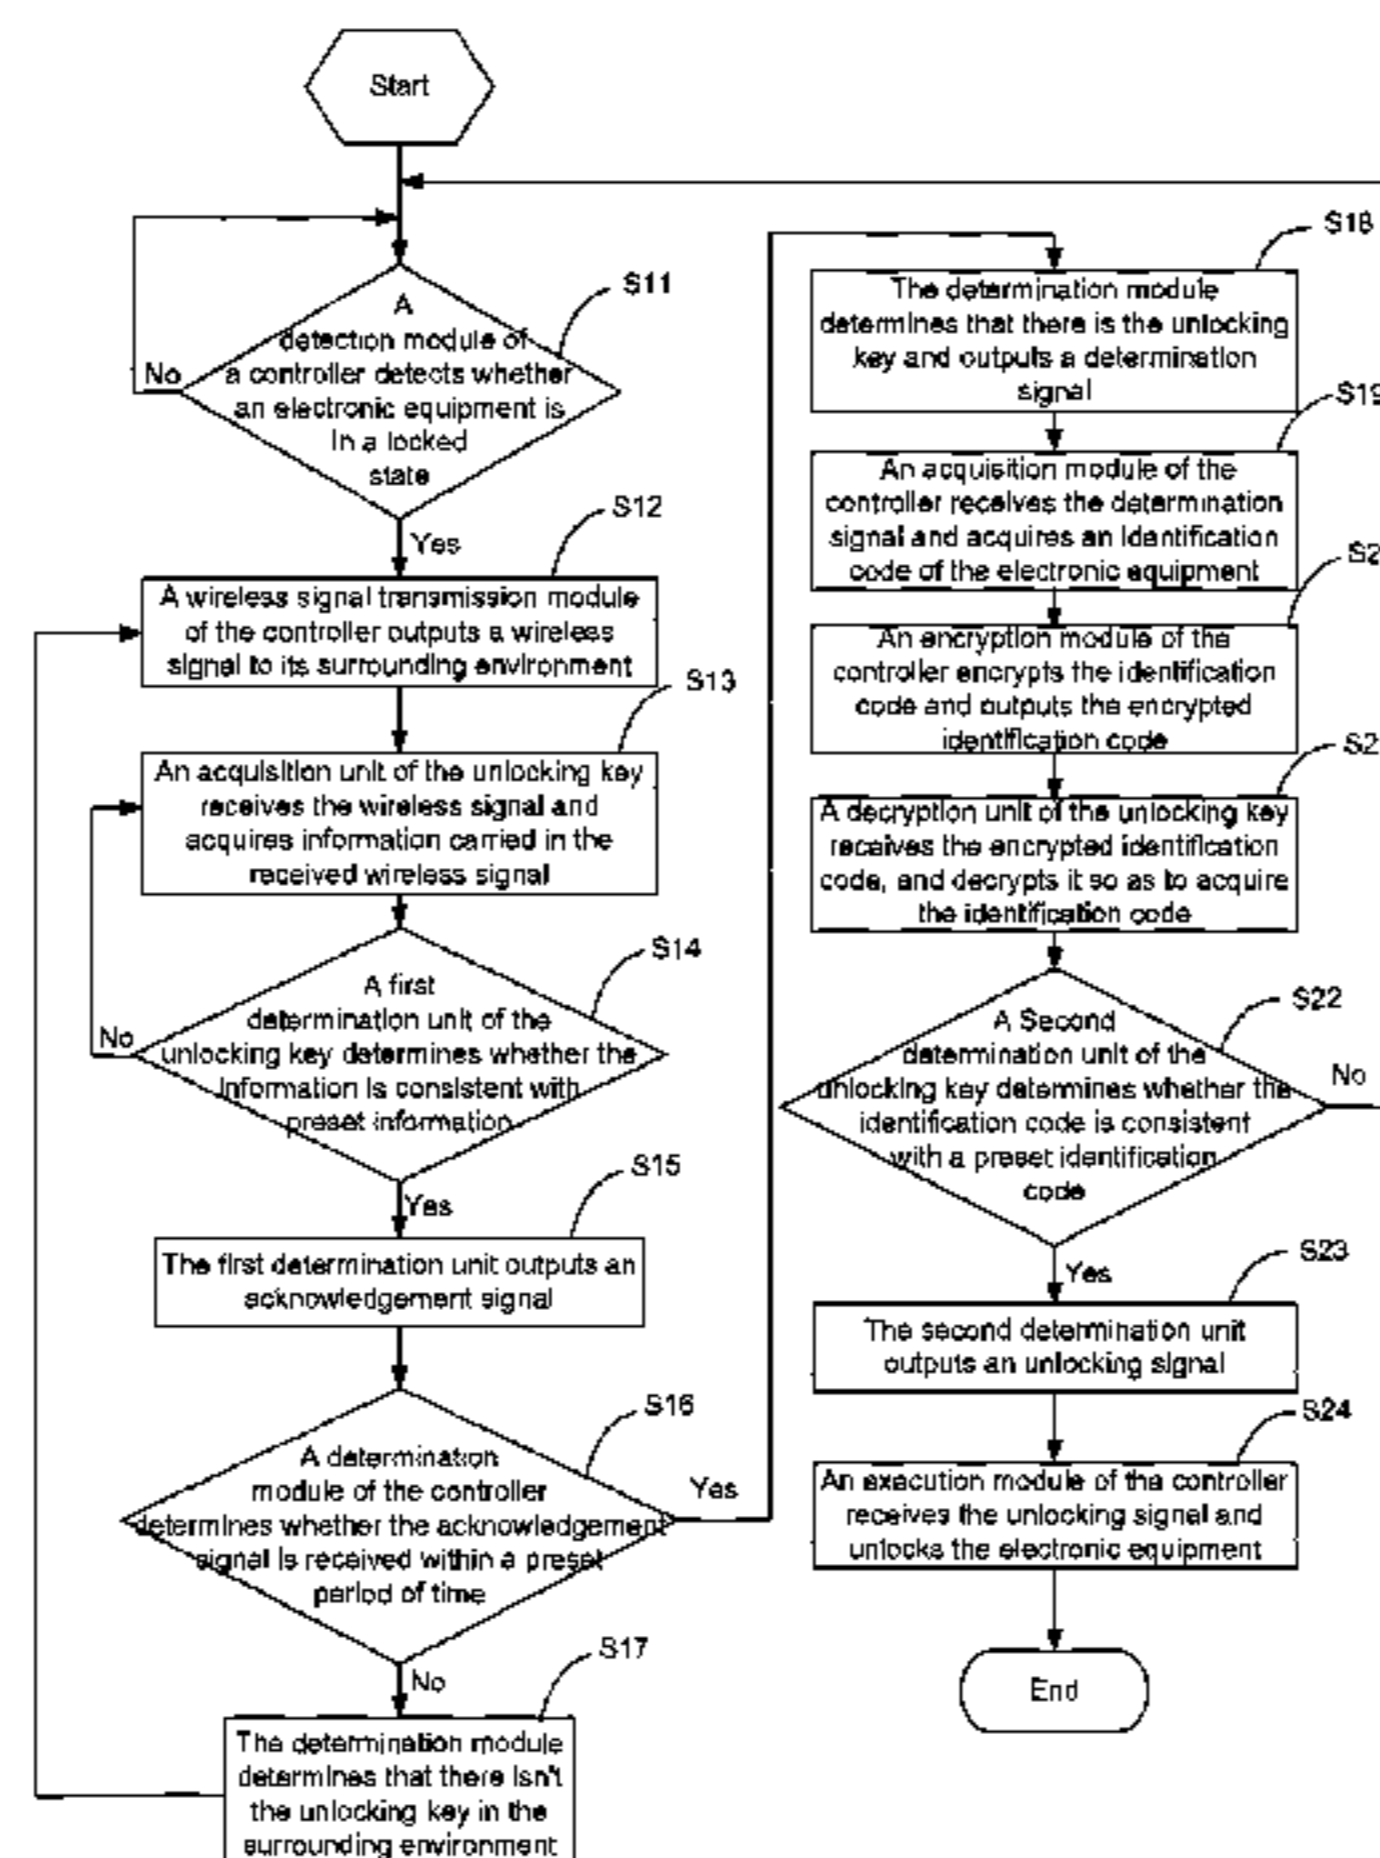 Start
S11
A
detection module of
a controller detects whether
an electronic equipment is
in a locked
state
No
Yes
S12
A wireless signal transmission module
of the controller outputs a wireless
signal to its surrounding environment
S13
An acquisition unit of the unlocking key
receives the wireless signal and
acquires information carried in the
received wireless signal
S14
A first
determination unit of the
unlocking key determines whether the
information is consistent with
preset information
No
Yes
S15
The first determination unit outputs an
acknowledgement signal
S16
A determination
module of the controller
determines whether the acknowledgement
signal is received within a preset
period of time
Yes
No
S17
The determination module
determines that there isn't
the unlocking key in the
surrounding environment
S18
The determination module
determines that there is the unlocking
key and outputs a determination
signal
S19
An acquisition module of the
controller receives the determination
signal and acquires an identification
code of the electronic equipment
S2
An encryption module of the
controller encrypts the identification
code and outputs the encrypted
identification code
S2
A decryption unit of the unlocking key
receives the encrypted identification
code, and decrypts it so as to acquire
the identification code
S22
A Second
determination unit of the
unlocking key determines whether the
identification code is consistent
with a preset identification
code
No
Yes
S23
The second determination unit
outputs an unlocking signal
S24
An execution module of the controller
receives the unlocking signal and
unlocks the electronic equipment
End